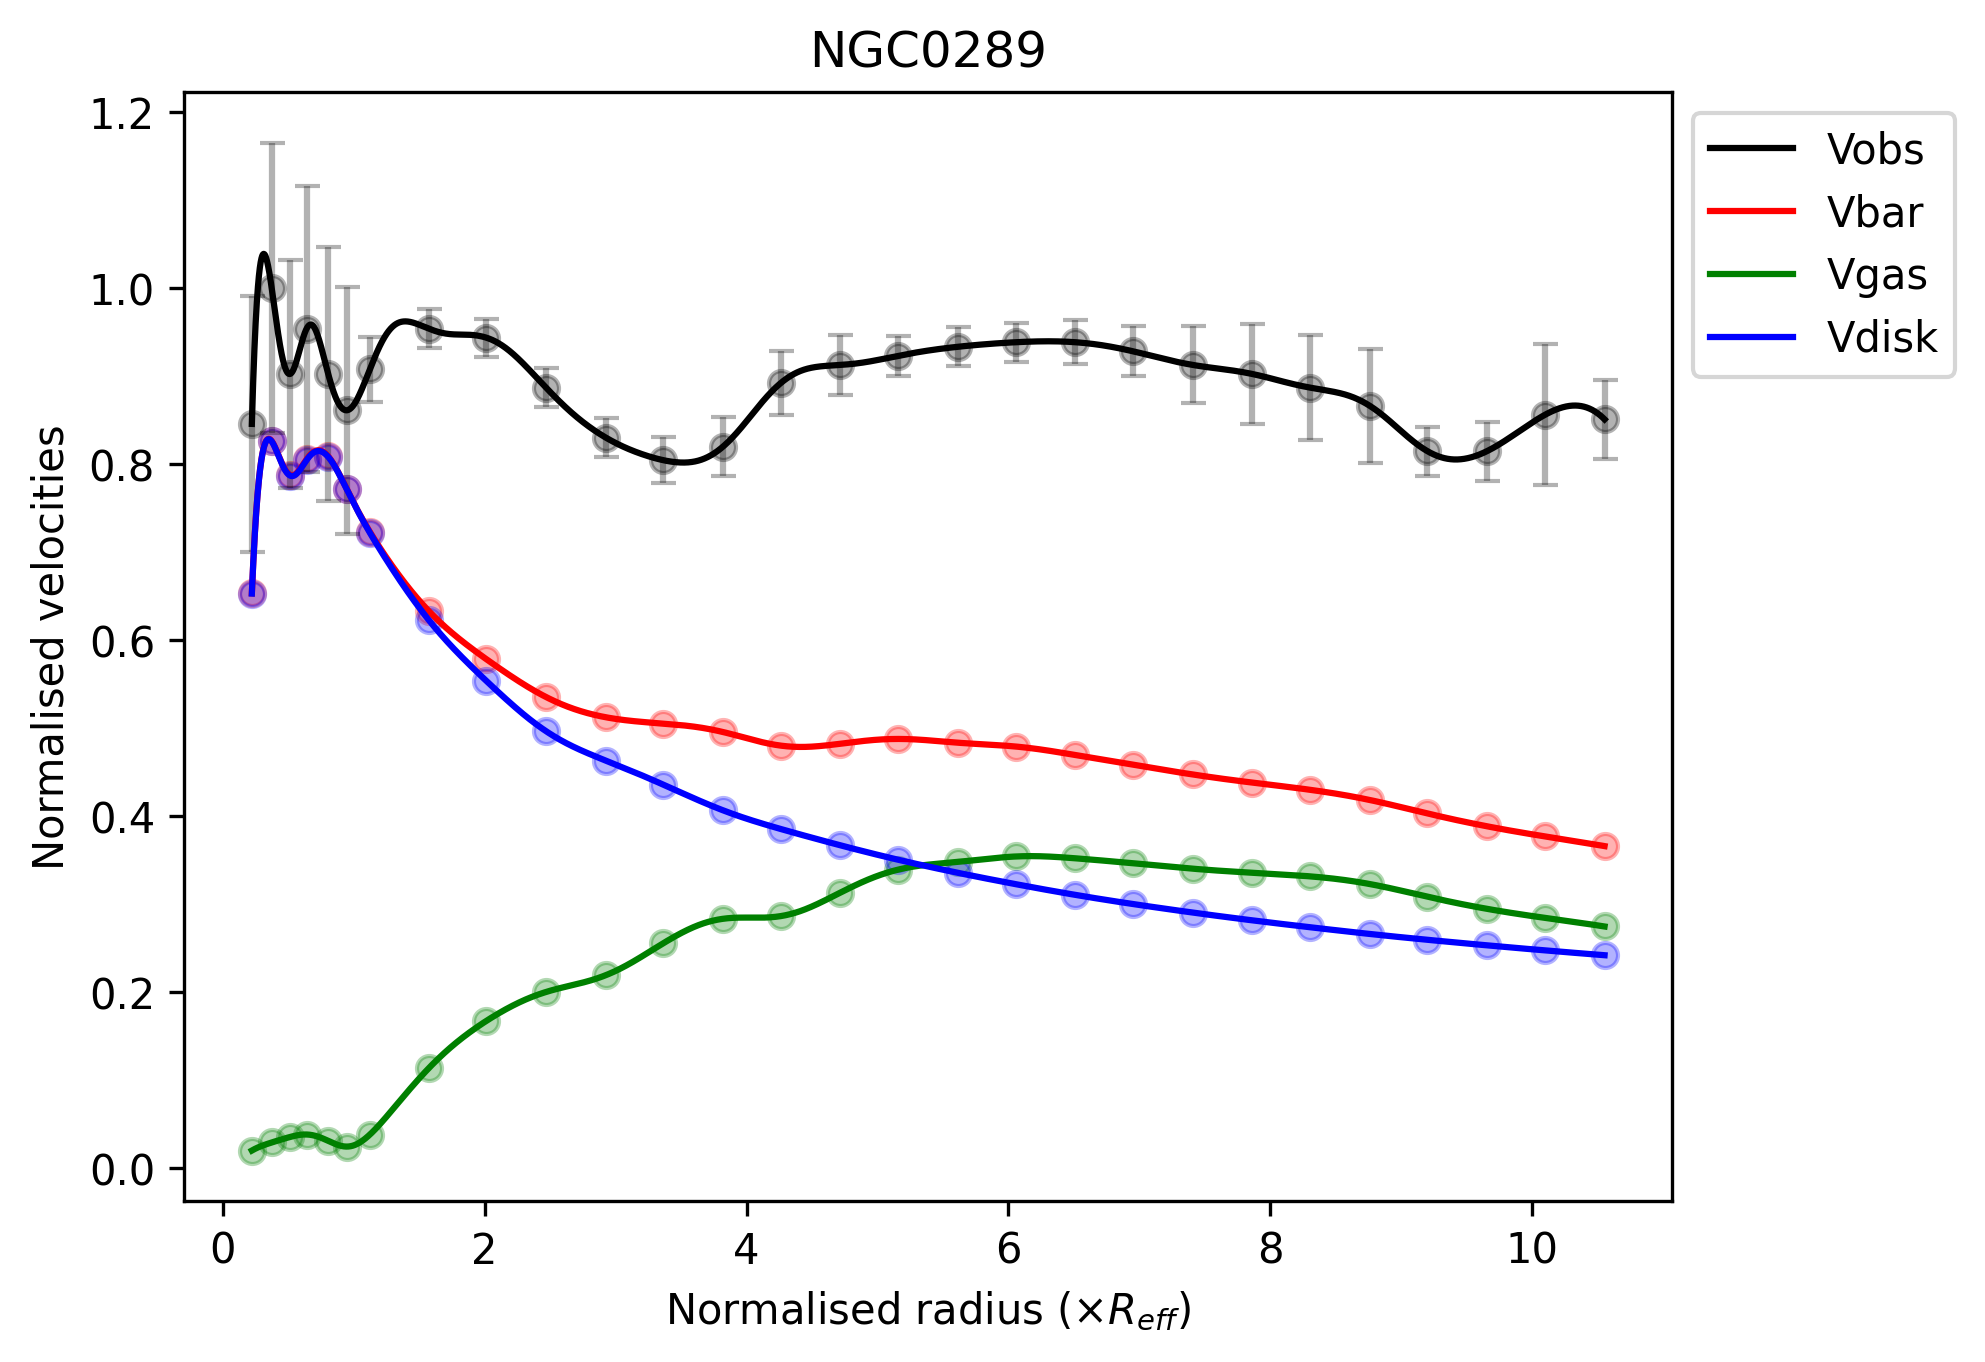 NGC0289
1.2
1.0
0.8
0.6
0.4
0.2
0.0
Normalised velocities
0 2 4 6 8 10
Normalised radius (×R_eff)
Vobs
Vbar
Vgas
Vdisk